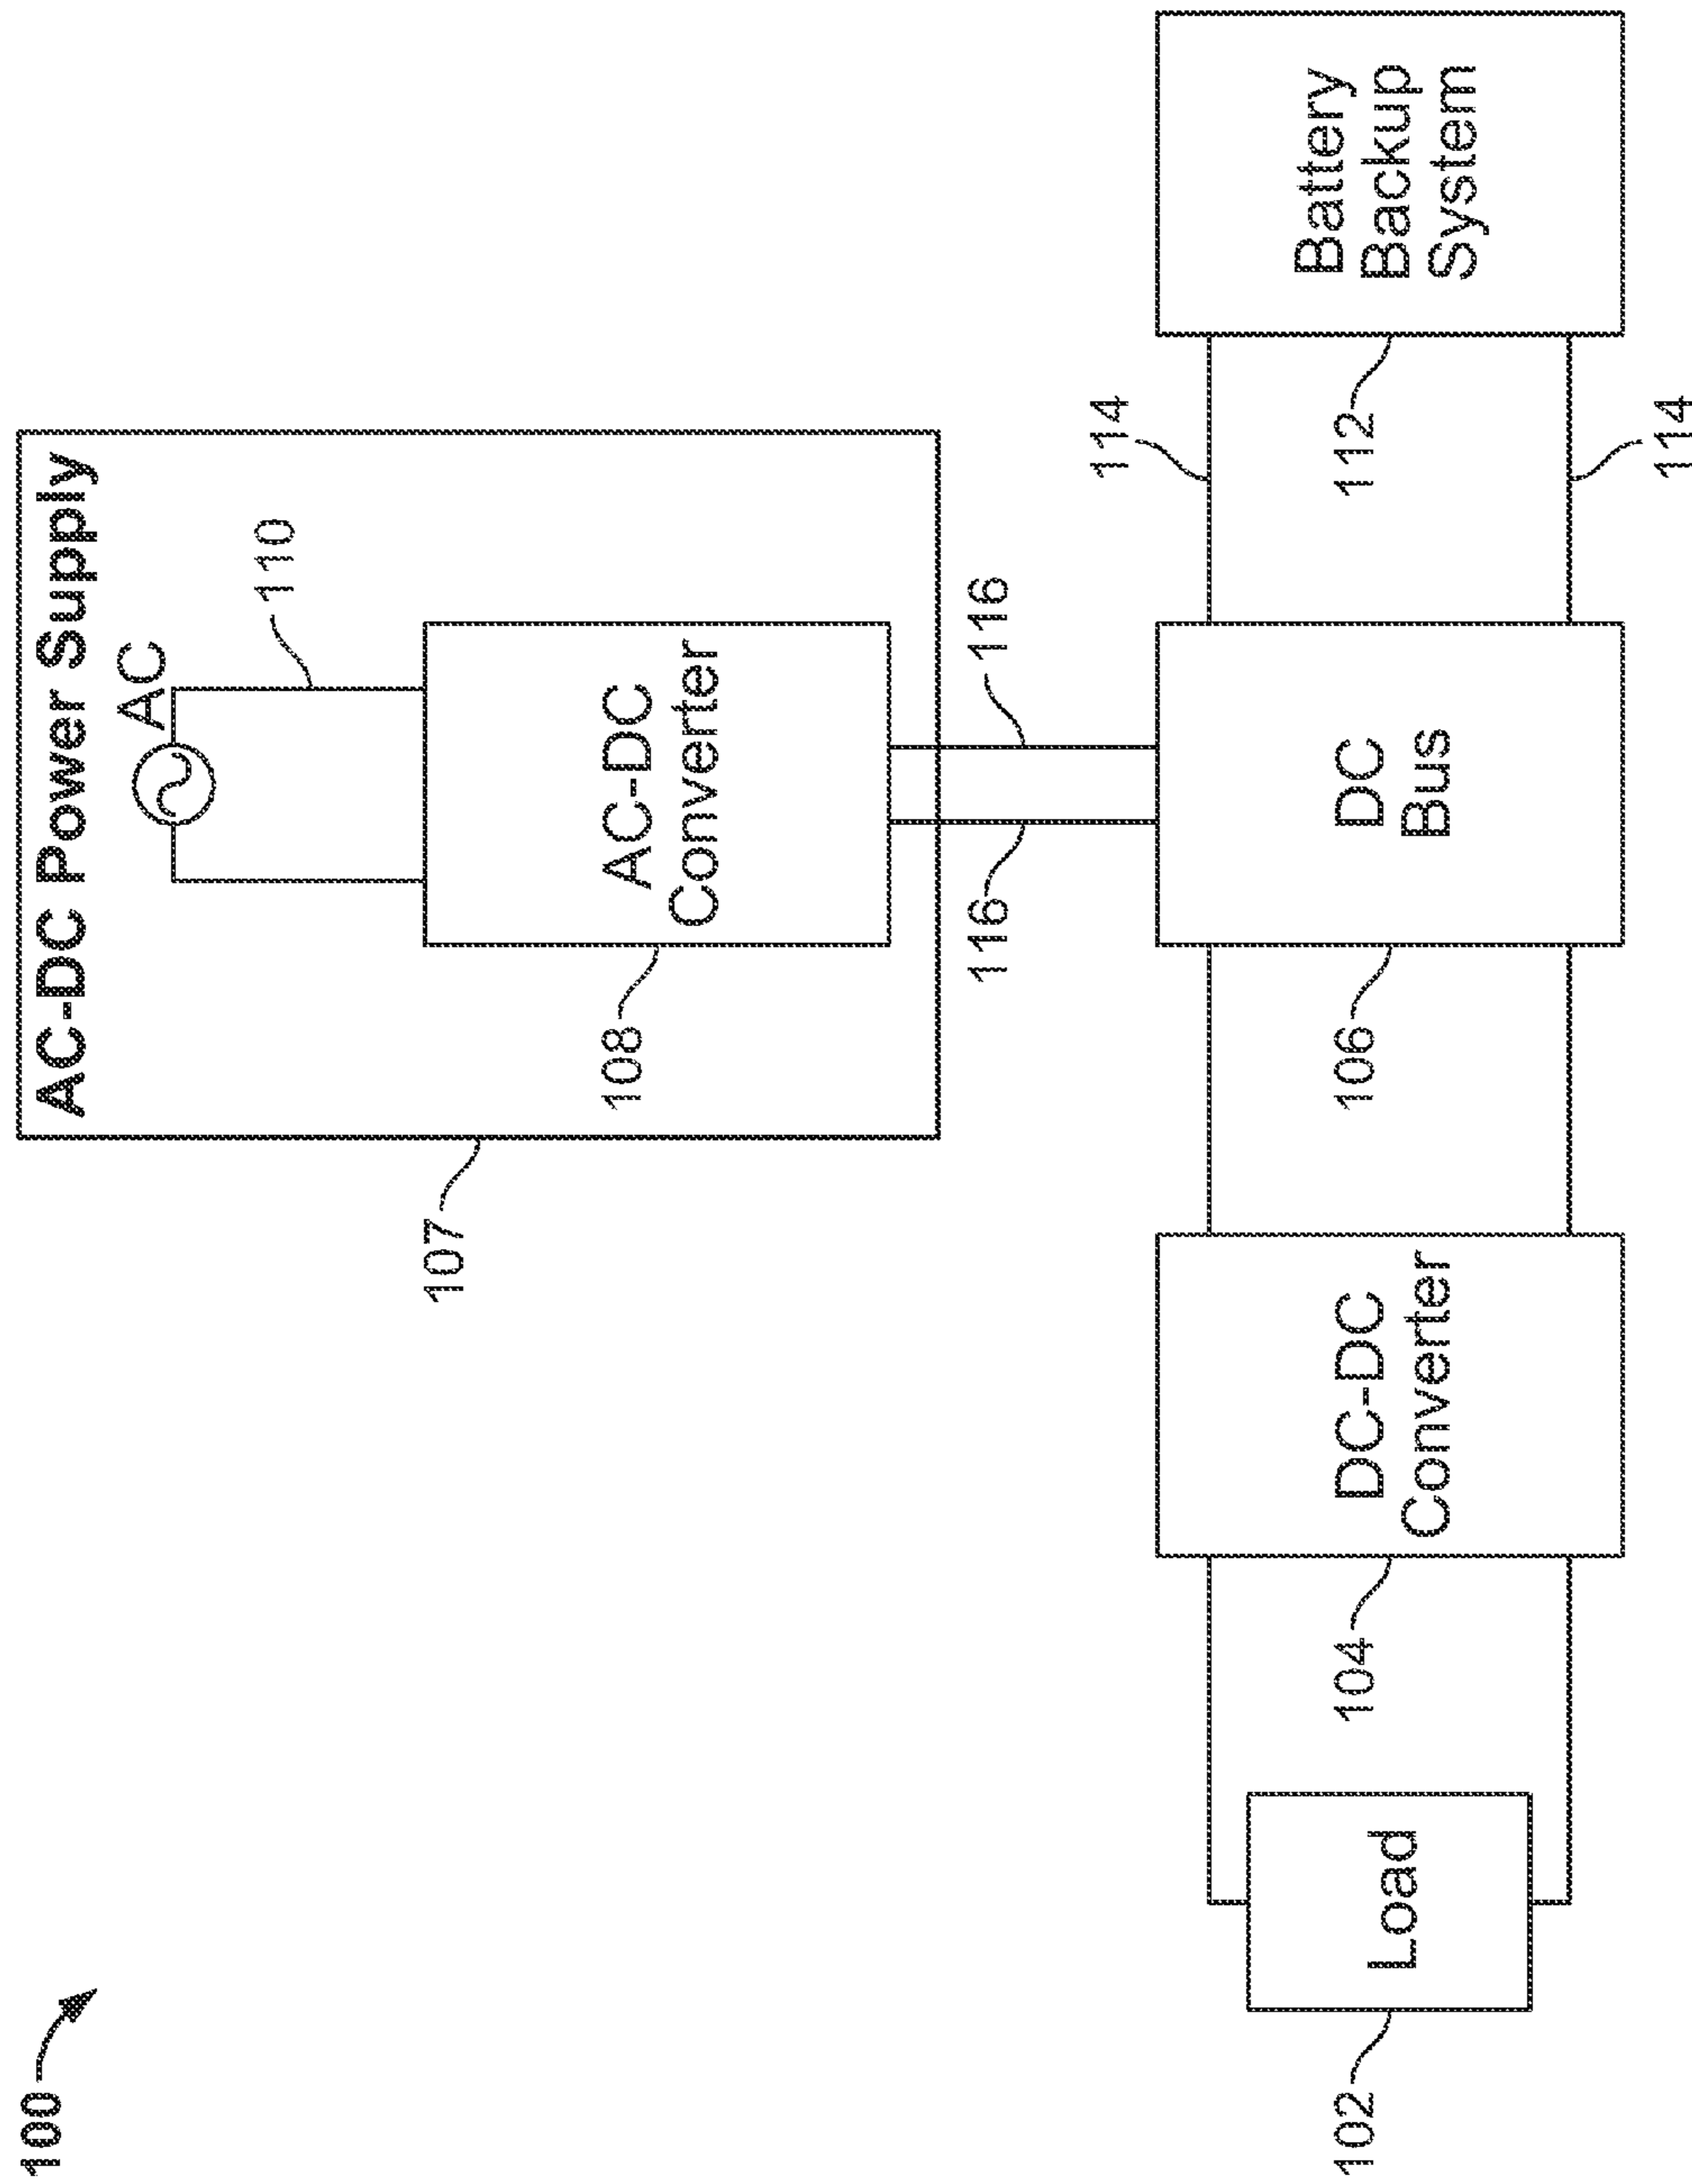 100
AC-DC Power Supply
AC
110
107
108
AC-DC
Converter
116
116
114
102
Load
104
DC-DC
Converter
106
DC
Bus
112
Battery
Backup
System
114